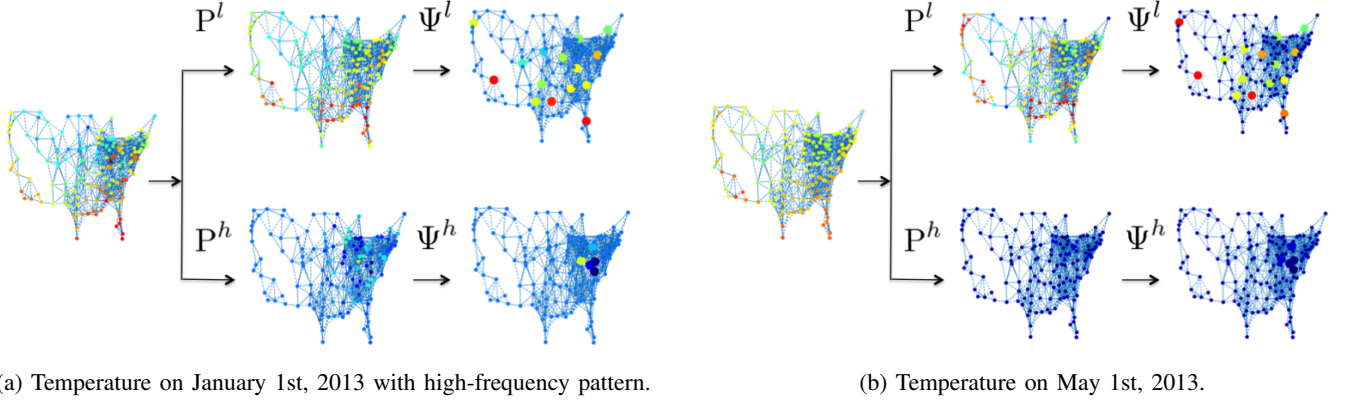 P^l Ψ^l P^l Ψ^l
P^h Ψ^h P^h Ψ^h
(a) Temperature on January 1st, 2013 with high-frequency pattern. (b) Temperature on May 1st, 2013.